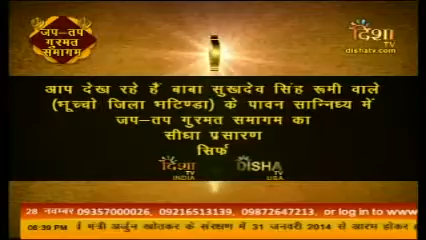 जप–तप
गुरमत
समागम
दिशा
TV
dishatv.com
आप देख रहे हैं बाबा सुखदेव सिंह रूमी वाले
(भूच्चो जिला भटिण्डा) के पावन सान्निध्य में
जप–तप गुरमत समागम का
सीधा प्रसारण
सिर्फ
दिशा
TV
INDIA
DISHA
TV
USA
28 नवम्बर 09357000026, 09216513139, 09872647213, or log in to www
06:39 PM मंत्री अर्जुन खोतकर के संरक्षण में 31 जनवरी 2014 से आरम होकर